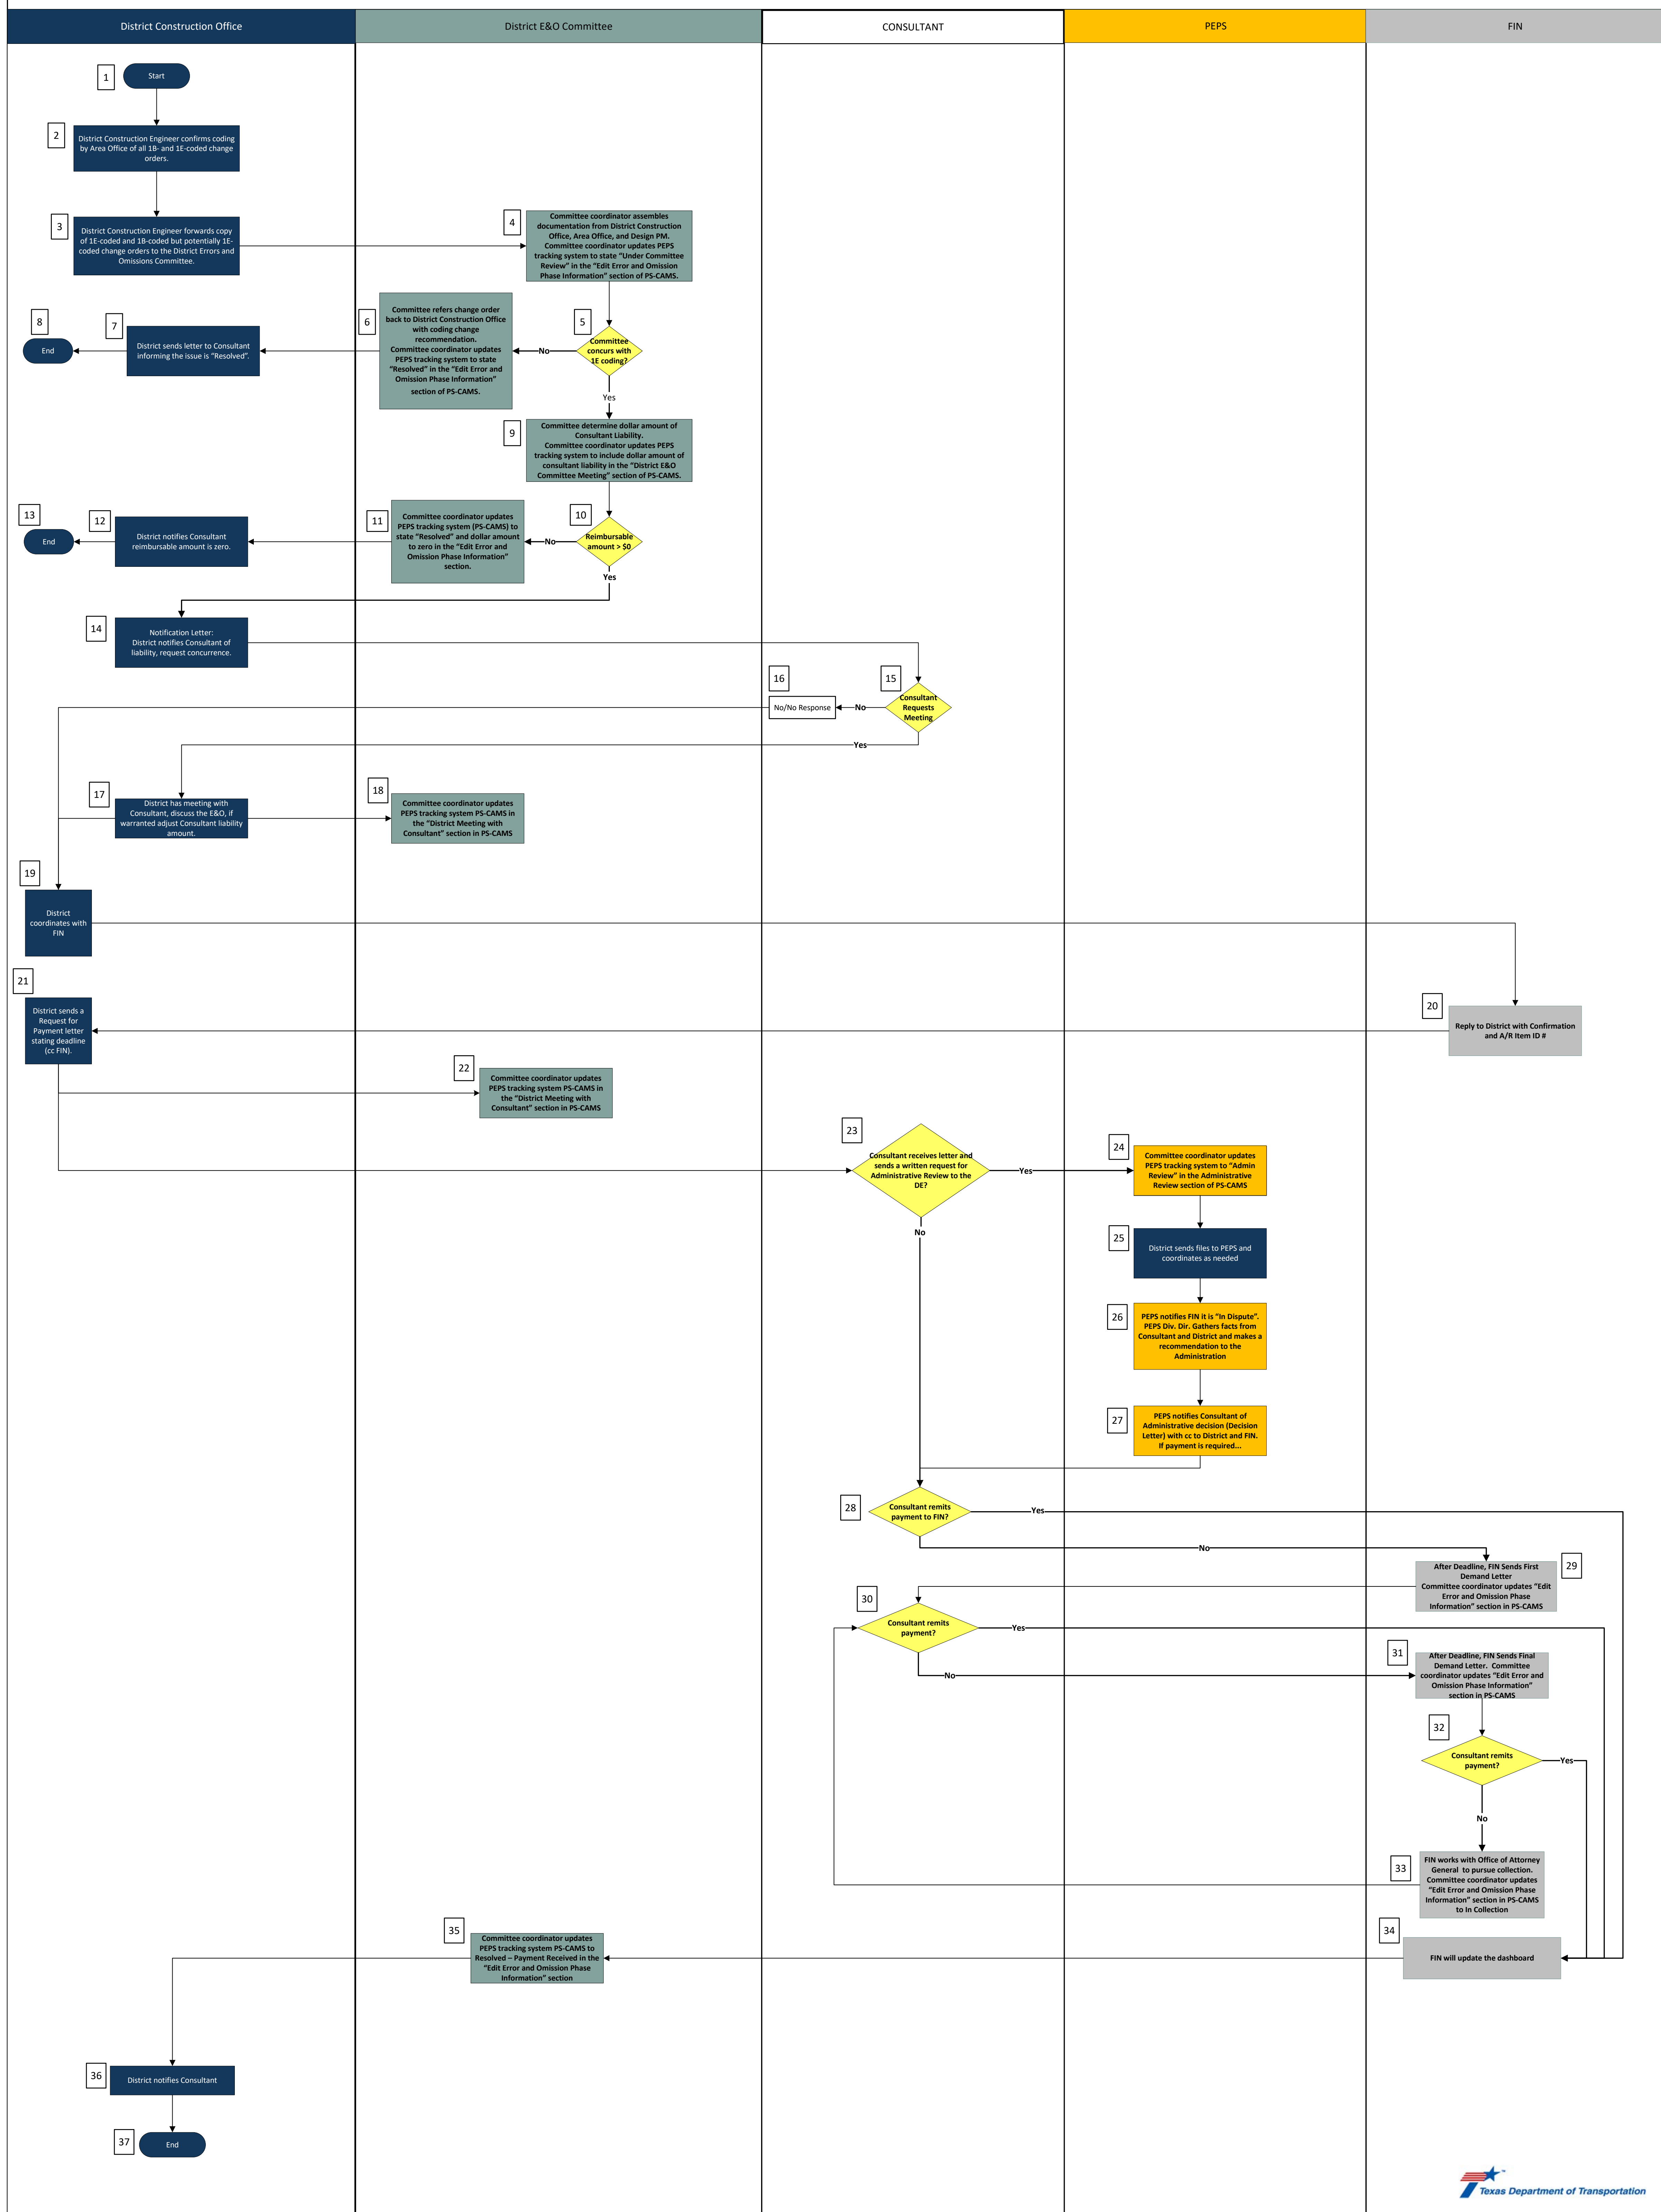 District Construction Office
District E&O Committee
CONSULTANT
PEPS
FIN
1
Start
2
District Construction Engineer confirms coding
by Area Office of all 1B- and 1E-coded change
orders.
3
District Construction Engineer forwards copy
of 1E-coded and 1B-coded but potentially 1E-
coded change orders to the District Errors and
Omissions Committee.
4
Committee coordinator assembles
documentation from District Construction
Office, Area Office, and Design PM.
Committee coordinator updates PEPS
tracking system to state “Under Committee
Review” in the “Edit Error and Omission
Phase Information” section of PS-CAMS.
5
Committee
concurs with
1E coding?
No
Yes
6
Committee refers change order
back to District Construction Office
with coding change
recommendation.
Committee coordinator updates
PEPS tracking system to state
“Resolved” in the “Edit Error and
Omission Phase Information”
section of PS-CAMS.
7
District sends letter to Consultant
informing the issue is “Resolved”.
8
End
9
Committee determine dollar amount of
Consultant Liability.
Committee coordinator updates PEPS
tracking system to include dollar amount of
consultant liability in the “District E&O
Committee Meeting” section of PS-CAMS.
10
Reimbursable
amount > $0
No
Yes
11
Committee coordinator updates
PEPS tracking system (PS-CAMS) to
state “Resolved” and dollar amount
to zero in the “Edit Error and
Omission Phase Information”
section.
12
District notifies Consultant
reimbursable amount is zero.
13
End
14
Notification Letter:
District notifies Consultant of
liability, request concurrence.
15
Consultant
Requests
Meeting
No
Yes
16
No/No Response
17
District has meeting with
Consultant, discuss the E&O, if
warranted adjust Consultant liability
amount.
18
Committee coordinator updates
PEPS tracking system PS-CAMS in
the “District Meeting with
Consultant” section in PS-CAMS
19
District
coordinates with
FIN
20
Reply to District with Confirmation
and A/R Item ID #
21
District sends a
Request for
Payment letter
stating deadline
(cc FIN).
22
Committee coordinator updates
PEPS tracking system PS-CAMS in
the “District Meeting with
Consultant” section in PS-CAMS
23
Consultant receives letter and
sends a written request for
Administrative Review to the
DE?
Yes
No
24
Committee coordinator updates
PEPS tracking system to “Admin
Review” in the Administrative
Review section of PS-CAMS
25
District sends files to PEPS and
coordinates as needed
26
PEPS notifies FIN it is “In Dispute”.
PEPS Div. Dir. Gathers facts from
Consultant and District and makes a
recommendation to the
Administration
27
PEPS notifies Consultant of
Administrative decision (Decision
Letter) with cc to District and FIN.
If payment is required...
28
Consultant remits
payment to FIN?
Yes
No
29
After Deadline, FIN Sends First
Demand Letter
Committee coordinator updates “Edit
Error and Omission Phase
Information” section in PS-CAMS
30
Consultant remits
payment?
Yes
No
31
After Deadline, FIN Sends Final
Demand Letter. Committee
coordinator updates “Edit Error and
Omission Phase Information”
section in PS-CAMS
32
Consultant remits
payment?
Yes
No
33
FIN works with Office of Attorney
General to pursue collection.
Committee coordinator updates
“Edit Error and Omission Phase
Information” section in PS-CAMS
to In Collection
34
FIN will update the dashboard
35
Committee coordinator updates
PEPS tracking system PS-CAMS to
Resolved – Payment Received in the
“Edit Error and Omission Phase
Information” section
36
District notifies Consultant
37
End
Texas Department of Transportation